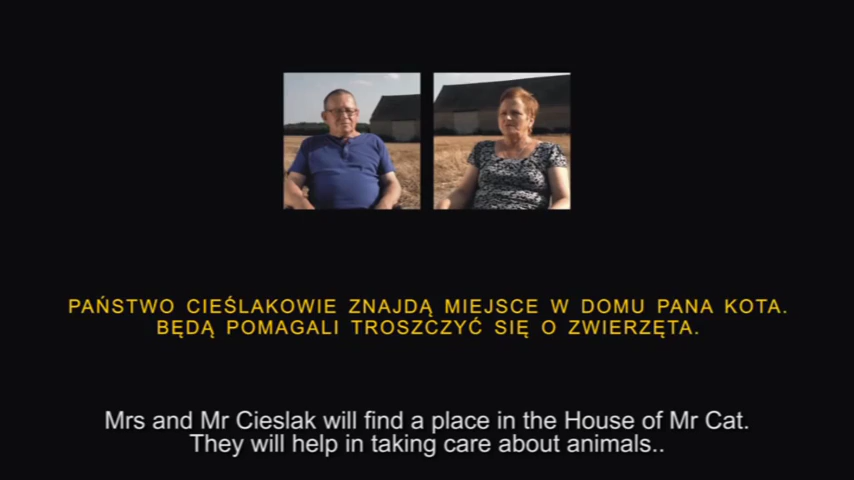 PAŃSTWO CIEŚLAKOWIE ZNAJDĄ MIEJSCE W DOMU PANA KOTA.
BĘDĄ POMAGALI TROSZCZYĆ SIĘ O ZWIERZĘTA.
Mrs and Mr Cieslak will find a place in the House of Mr Cat.
They will help in taking care about animals..